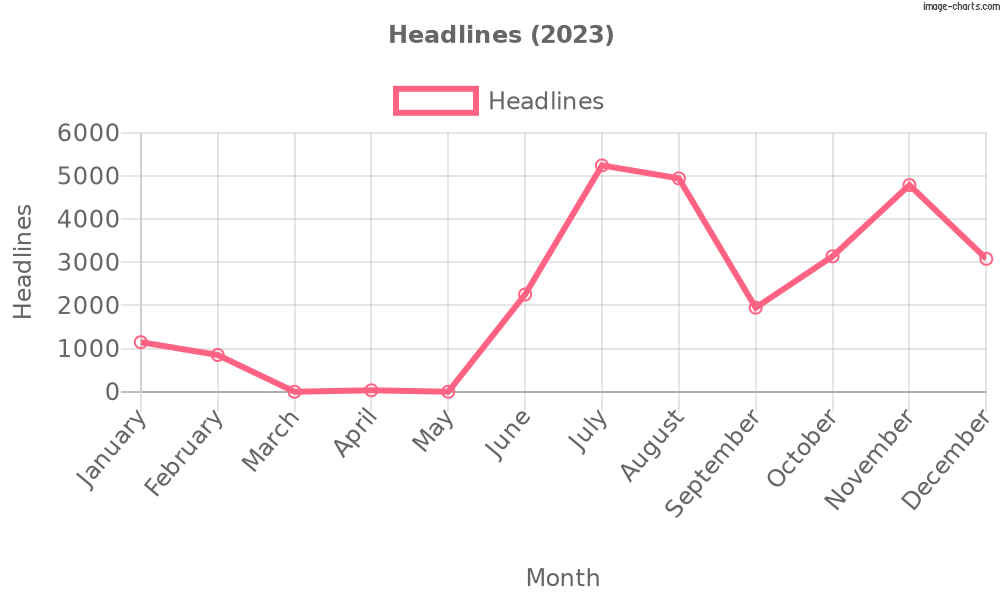 image-charts.com
Headlines (2023)
Headlines
6000
5000
4000
3000
2000
1000
0
Headlines
January
February
March
April
May
June
July
August
September
October
November
December
Month